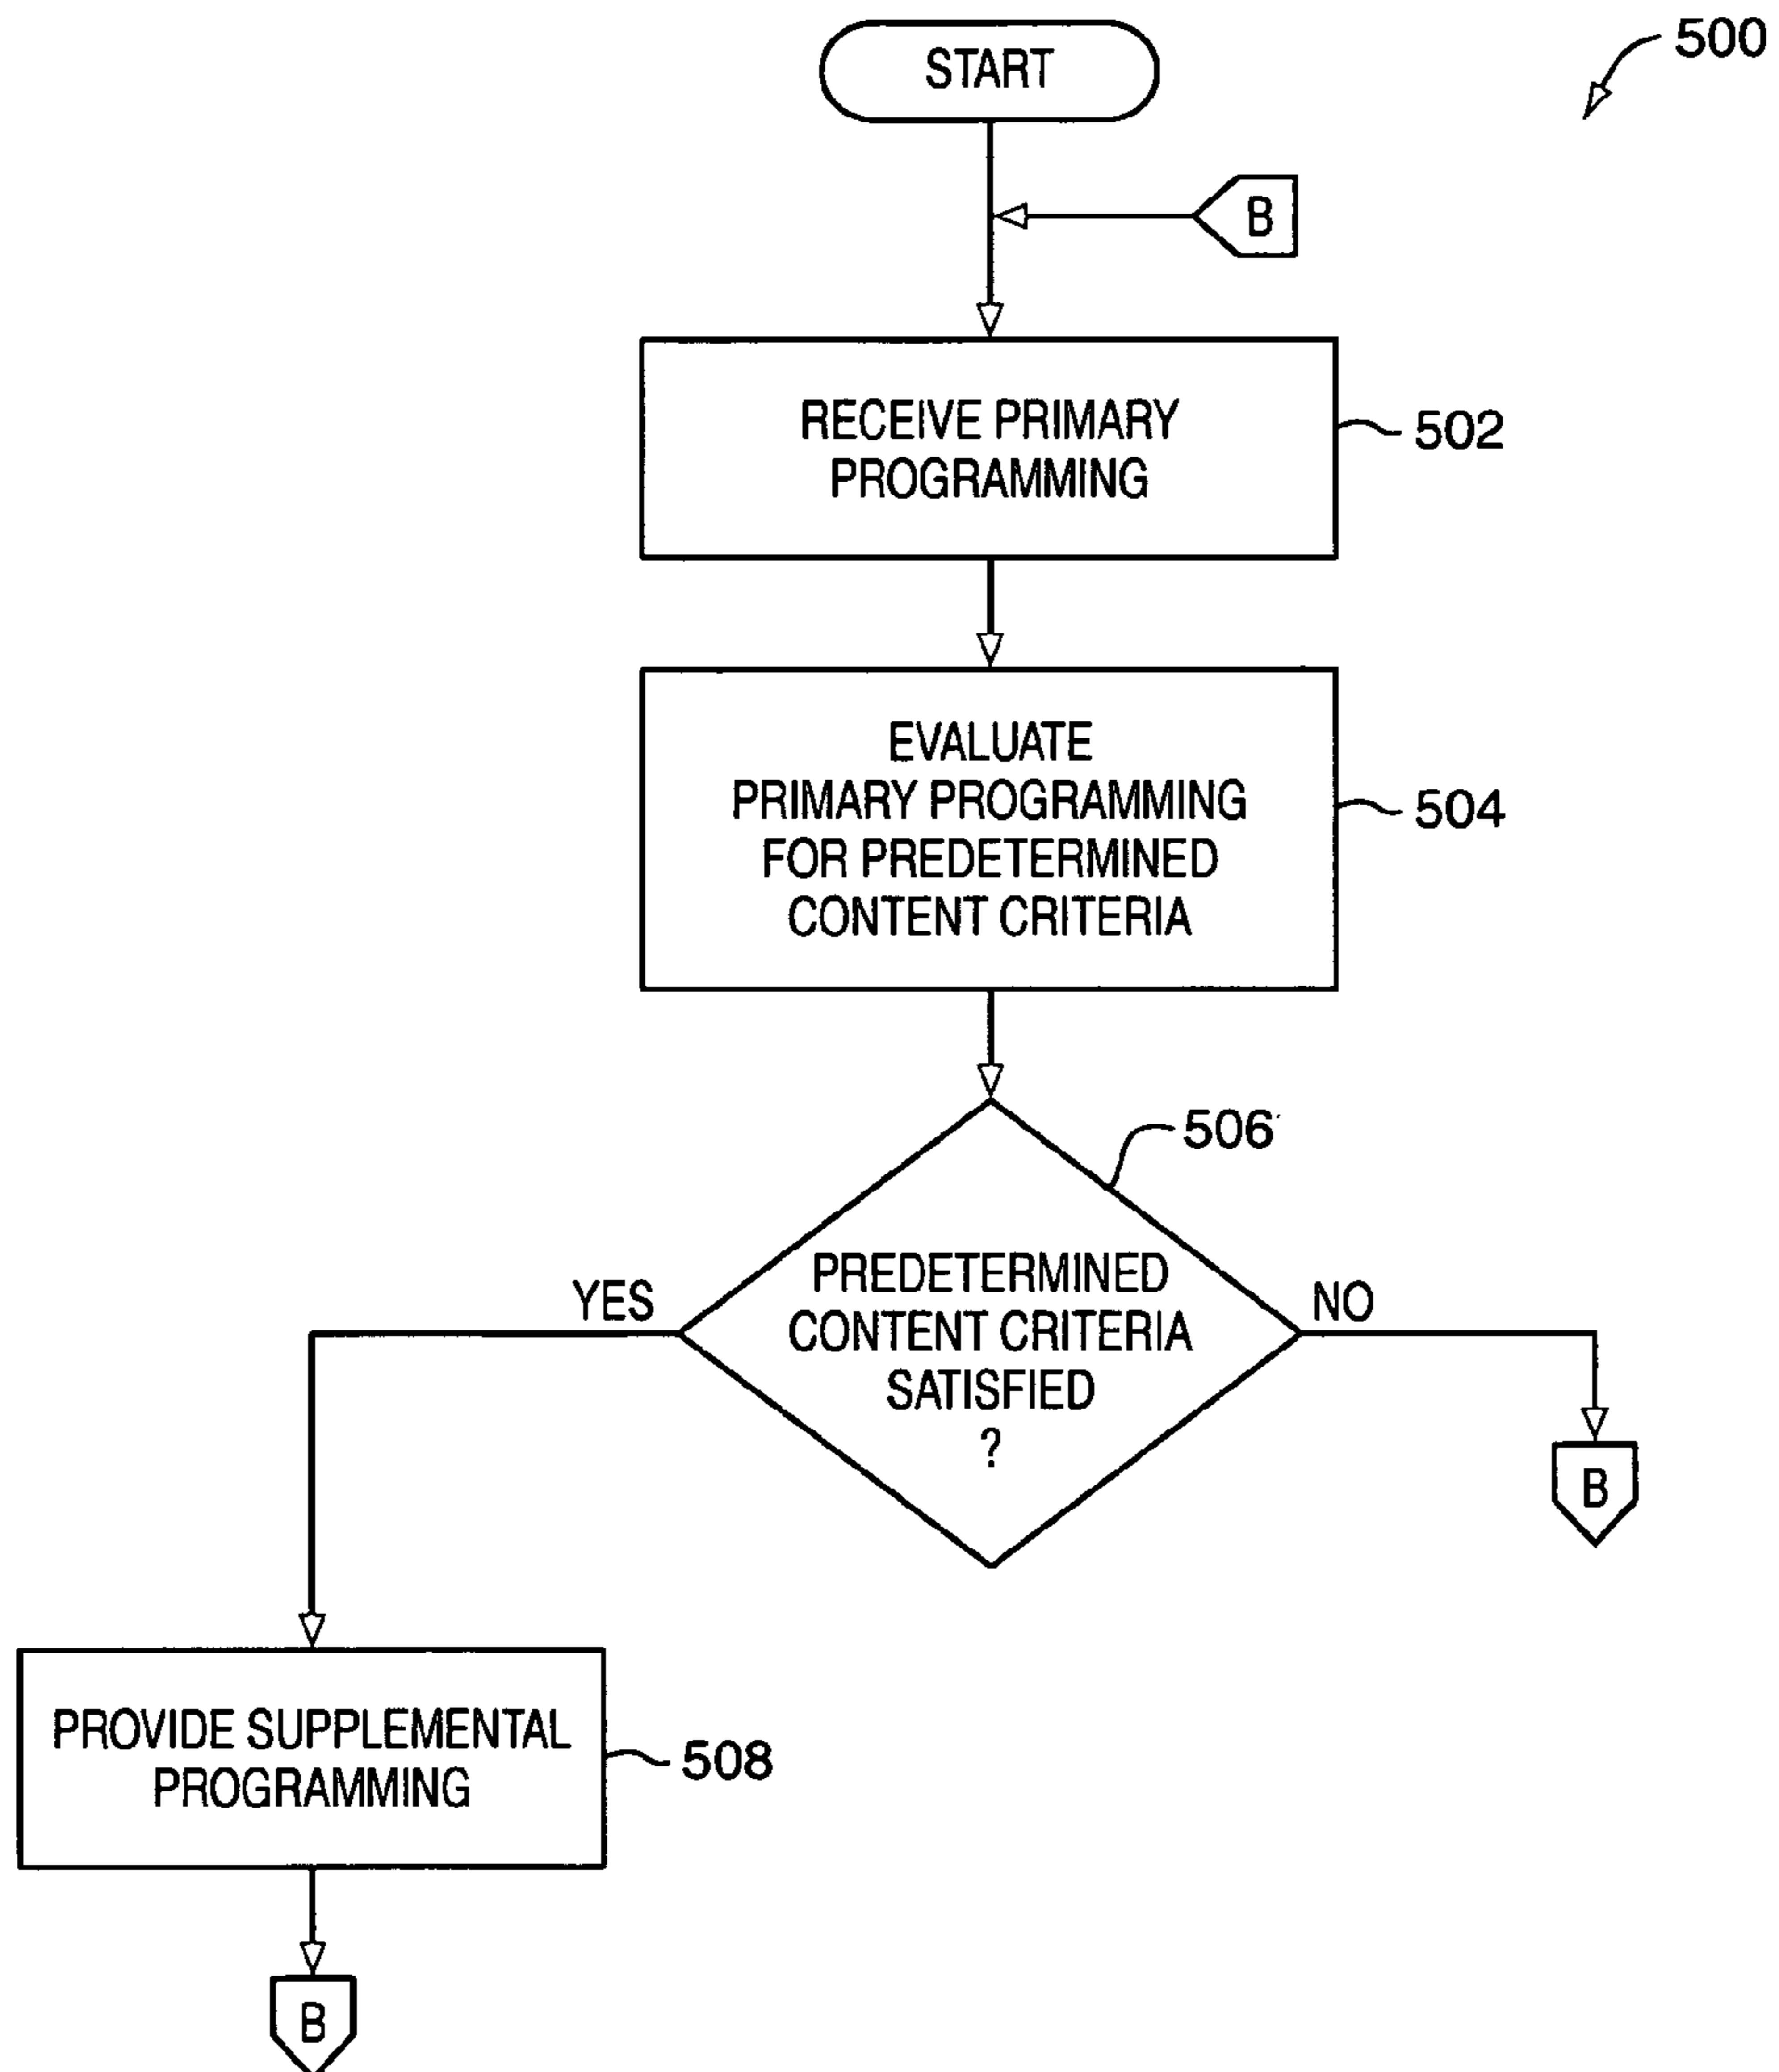 START
500
B
RECEIVE PRIMARY
PROGRAMMING
502
EVALUATE
PRIMARY PROGRAMMING
FOR PREDETERMINED
CONTENT CRITERIA
504
506
PREDETERMINED
CONTENT CRITERIA
SATISFIED
?
YES
NO
B
PROVIDE SUPPLEMENTAL
PROGRAMMING
508
B